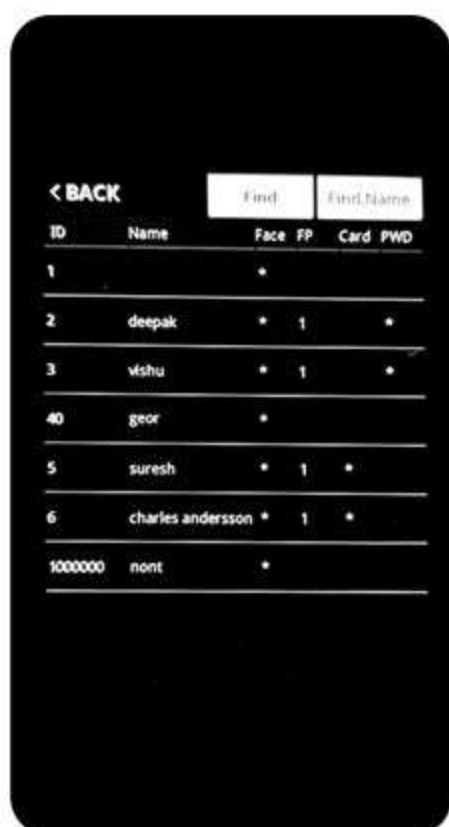 < BACK Find Find Name
ID Name Face FP Card PWD
1 *
2 deepak * 1 *
3 vishu * 1 *
40 geor *
5 suresh * 1 *
6 charles andersson * 1 *
1000000 nont *